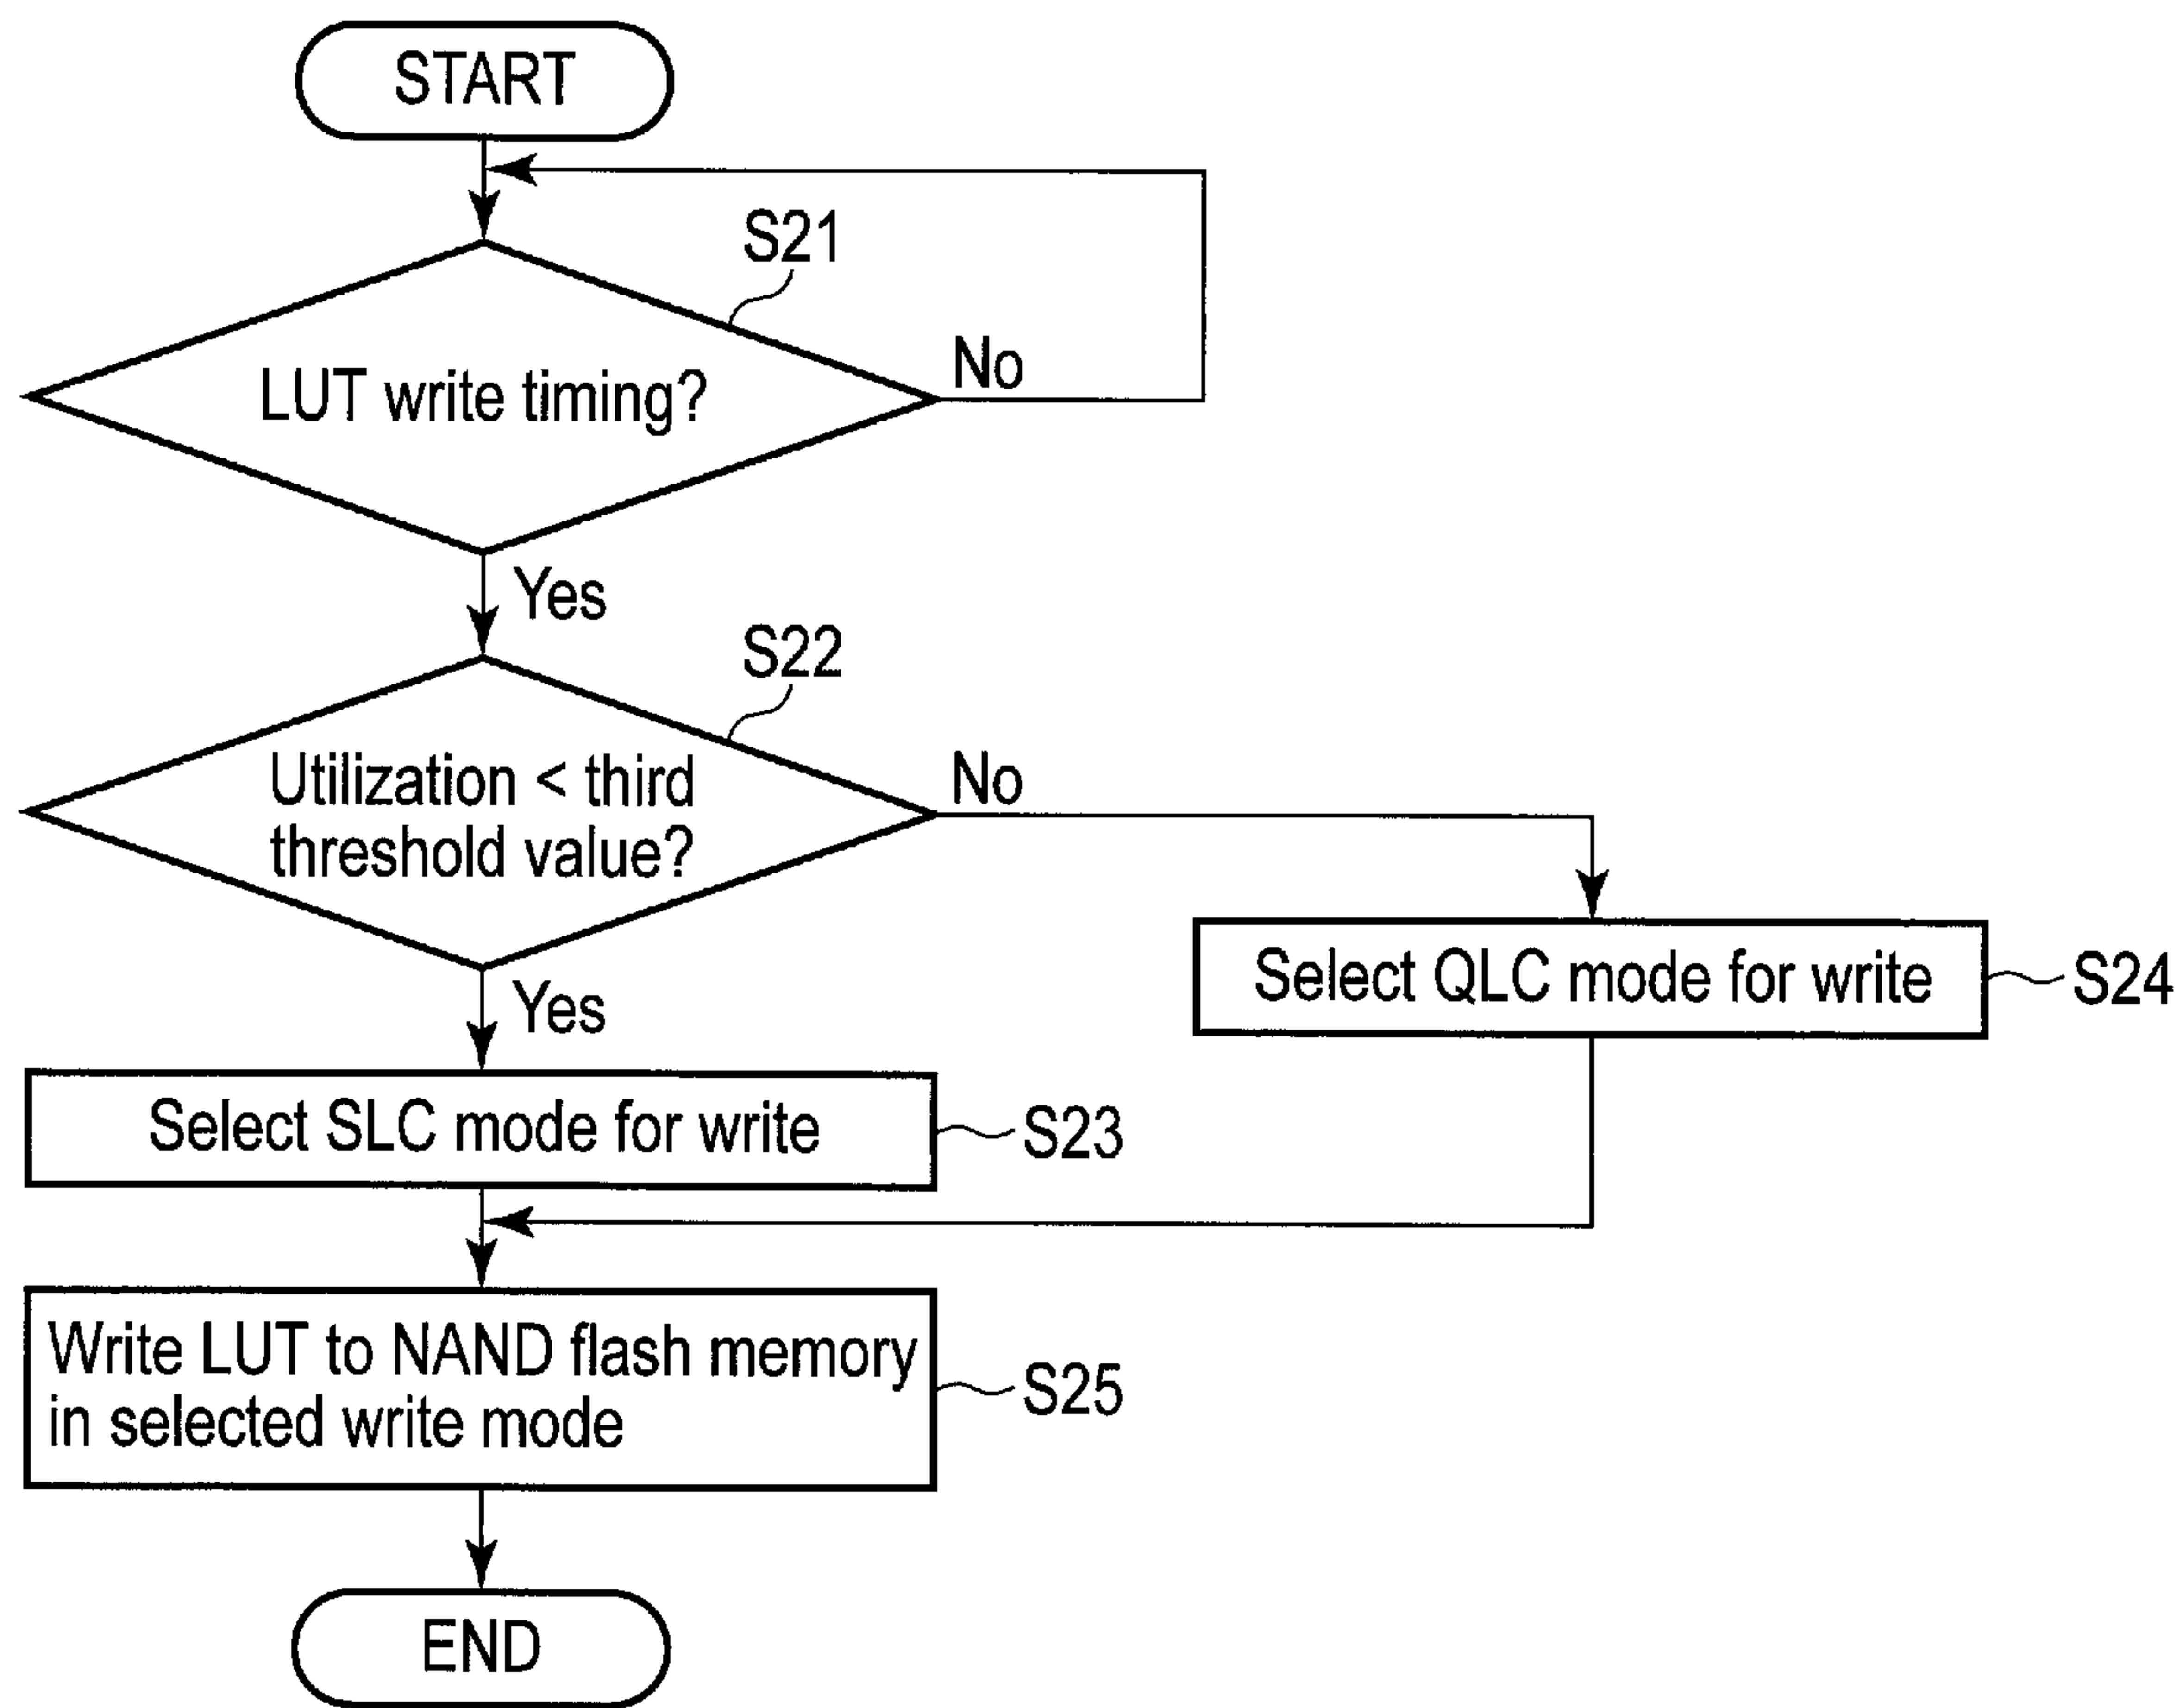 START
S21
LUT write timing?
No
Yes
S22
Utilization < third
threshold value?
No
Yes
Select QLC mode for write
S24
Select SLC mode for write
S23
Write LUT to NAND flash memory
in selected write mode
S25
END